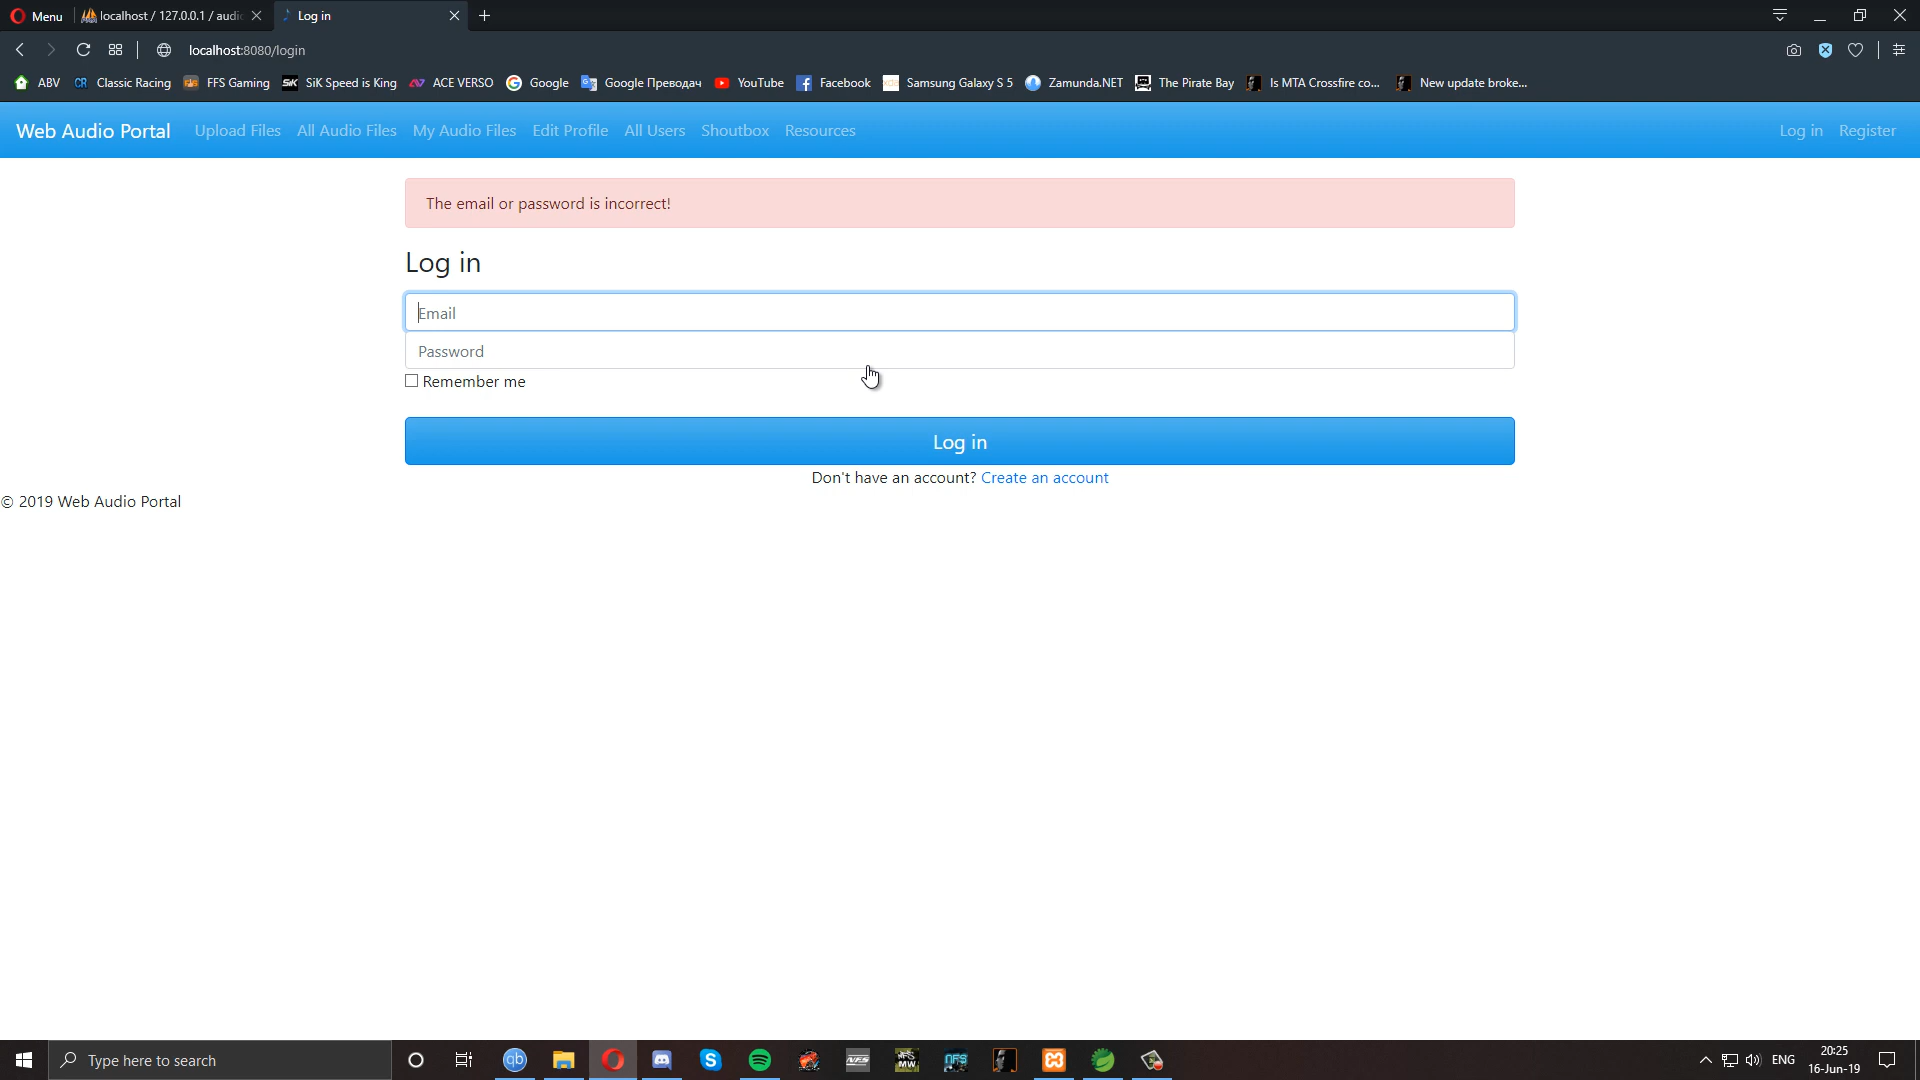 Menu localhost / 127.0.0.1 / audi Log in
localhost:8080/login
ABV Classic Racing FFS Gaming SiK Speed is King ACE VERSO Google Google Преводач YouTube Facebook Samsung Galaxy S 5 Zamunda.NET The Pirate Bay Is MTA Crossfire co... New update broke...
Web Audio Portal Upload Files All Audio Files My Audio Files Edit Profile All Users Shoutbox Resources Log in Register
The email or password is incorrect!
Log in
Email
Password
Remember me
Log in
Don't have an account? Create an account
© 2019 Web Audio Portal
Type here to search ENG 20:25
16-Jun-19